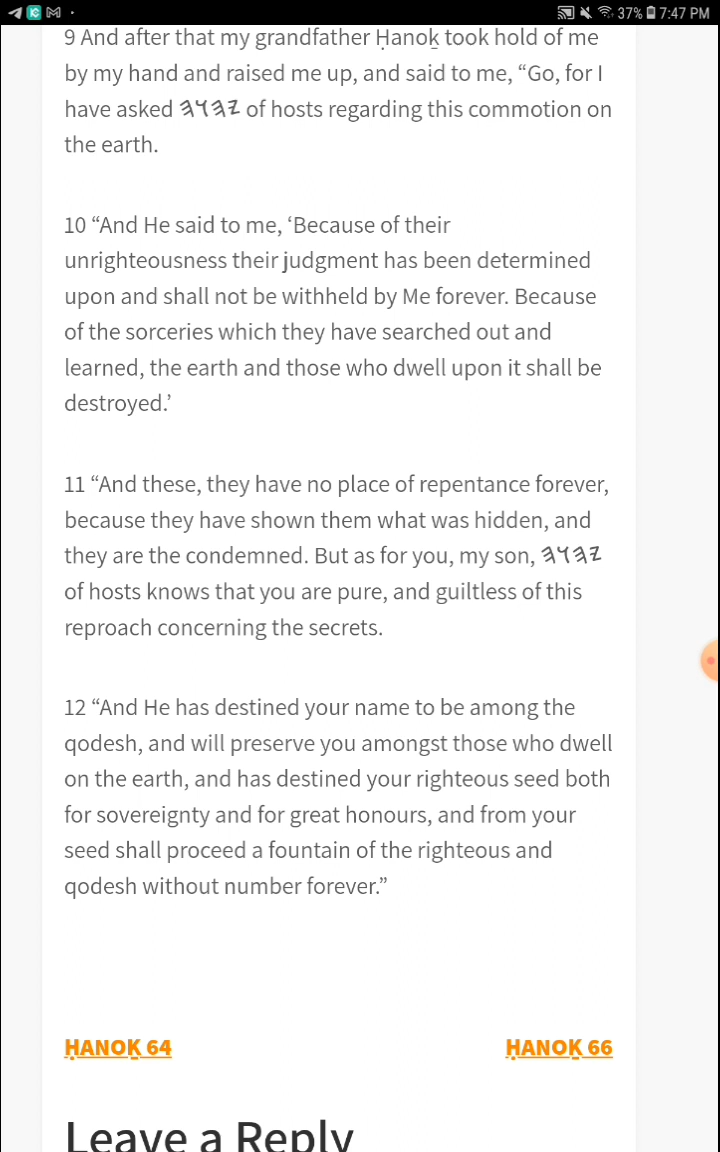 37% 7:47 PM
9 And after that my grandfather Ḥanoḵ took hold of me
by my hand and raised me up, and said to me, “Go, for I
have asked 𐤉𐤄𐤅𐤄 of hosts regarding this commotion on
the earth.
10 “And He said to me, ‘Because of their
unrighteousness their judgment has been determined
upon and shall not be withheld by Me forever. Because
of the sorceries which they have searched out and
learned, the earth and those who dwell upon it shall be
destroyed.’
11 “And these, they have no place of repentance forever,
because they have shown them what was hidden, and
they are the condemned. But as for you, my son, 𐤉𐤄𐤅𐤄
of hosts knows that you are pure, and guiltless of this
reproach concerning the secrets.
12 “And He has destined your name to be among the
qodesh, and will preserve you amongst those who dwell
on the earth, and has destined your righteous seed both
for sovereignty and for great honours, and from your
seed shall proceed a fountain of the righteous and
qodesh without number forever.”
ḤANOḴ 64 ḤANOḴ 66
Leave a Reply